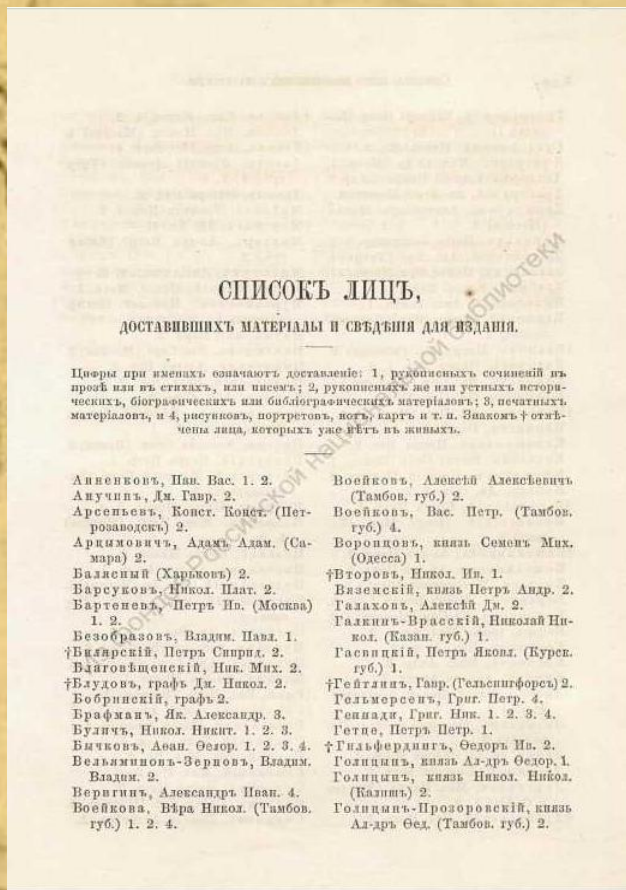 СПИСОКЪ ЛИЦЪ,
ДОСТАВИВШИХЪ МАТЕРІАЛЫ И СВѢДѢНІЯ ДЛЯ ИЗДАНІЯ.
Цифры при именахъ означаютъ доставленіе: 1, рукописныхъ сочиненій въ
прозѣ или въ стихахъ, или писемъ; 2, рукописныхъ же или устныхъ истори-
ческихъ, біографическихъ или библіографическихъ матеріаловъ; 3, печатныхъ
матеріаловъ, и 4, рисунковъ, портретовъ, нотъ, картъ и т. п. Знакомъ † отмѣ-
чены лица, которыхъ уже нѣтъ въ живыхъ.
Анненковъ, Пав. Вас. 1. 2.
Анучинъ, Дм. Гавр. 2.
Арсеньевъ, Конст. Конст. (Пет-
розаводскъ) 2.
Арцымовичъ, Адамъ Адам. (Са-
мара) 2.
Балясный (Харьковъ) 2.
Барсуковъ, Никол. Плат. 2.
Бартеневъ, Петръ Ив. (Москва)
1. 2.
Безобразовъ, Владим. Павл. 1.
†Билярскій, Петръ Спирид. 2.
Благовѣщенскій, Ник. Мих. 2.
†Блудовъ, графъ Дм. Никол. 2.
Бобринскій, графъ 2.
Брафманъ, Як. Александр. 3.
Буличъ, Никол. Никит. 1. 2. 3.
Бычковъ, Аѳан. Ѳедор. 1. 2. 3. 4.
Вельяминовъ-Зерновъ, Владим.
Владим. 2.
Веригинъ, Александръ Иван. 4.
Воейкова, Вѣра Никол. (Тамбов.
губ.) 1. 2. 4.
Воейковъ, Алексѣй Алексѣевичъ
(Тамбов. губ.) 2.
Воейковъ, Вас. Петр. (Тамбов.
губ.) 4.
Воронцовъ, князь Семенъ Мих.
(Одесса) 1.
†Второвъ, Никол. Ив. 1.
Вяземскій, князь Петръ Андр. 2.
Галаховъ, Алексѣй Дм. 2.
Галкинъ-Врасскій, Николай Ни-
кол. (Казан. губ.) 1.
Гасвицкій, Петръ Яковл. (Курск.
губ.) 1.
†Гейтлинъ, Гавр. (Гельсингфорсъ) 2.
Гельмерсенъ, Григ. Петр. 4.
Геннади, Григ. Ник. 1. 2. 3. 4.
Гетце, Петръ Петр. 1.
†Гильфердингъ, Ѳедоръ Ив. 2.
Голицынъ, князь Ал-дръ Ѳедор. 1.
Голицынъ, князь Никол. Никол.
(Калишъ) 2.
Голицынъ-Прозоровскій, князь
Ал-дръ Ѳед. (Тамбов. губ.) 2.